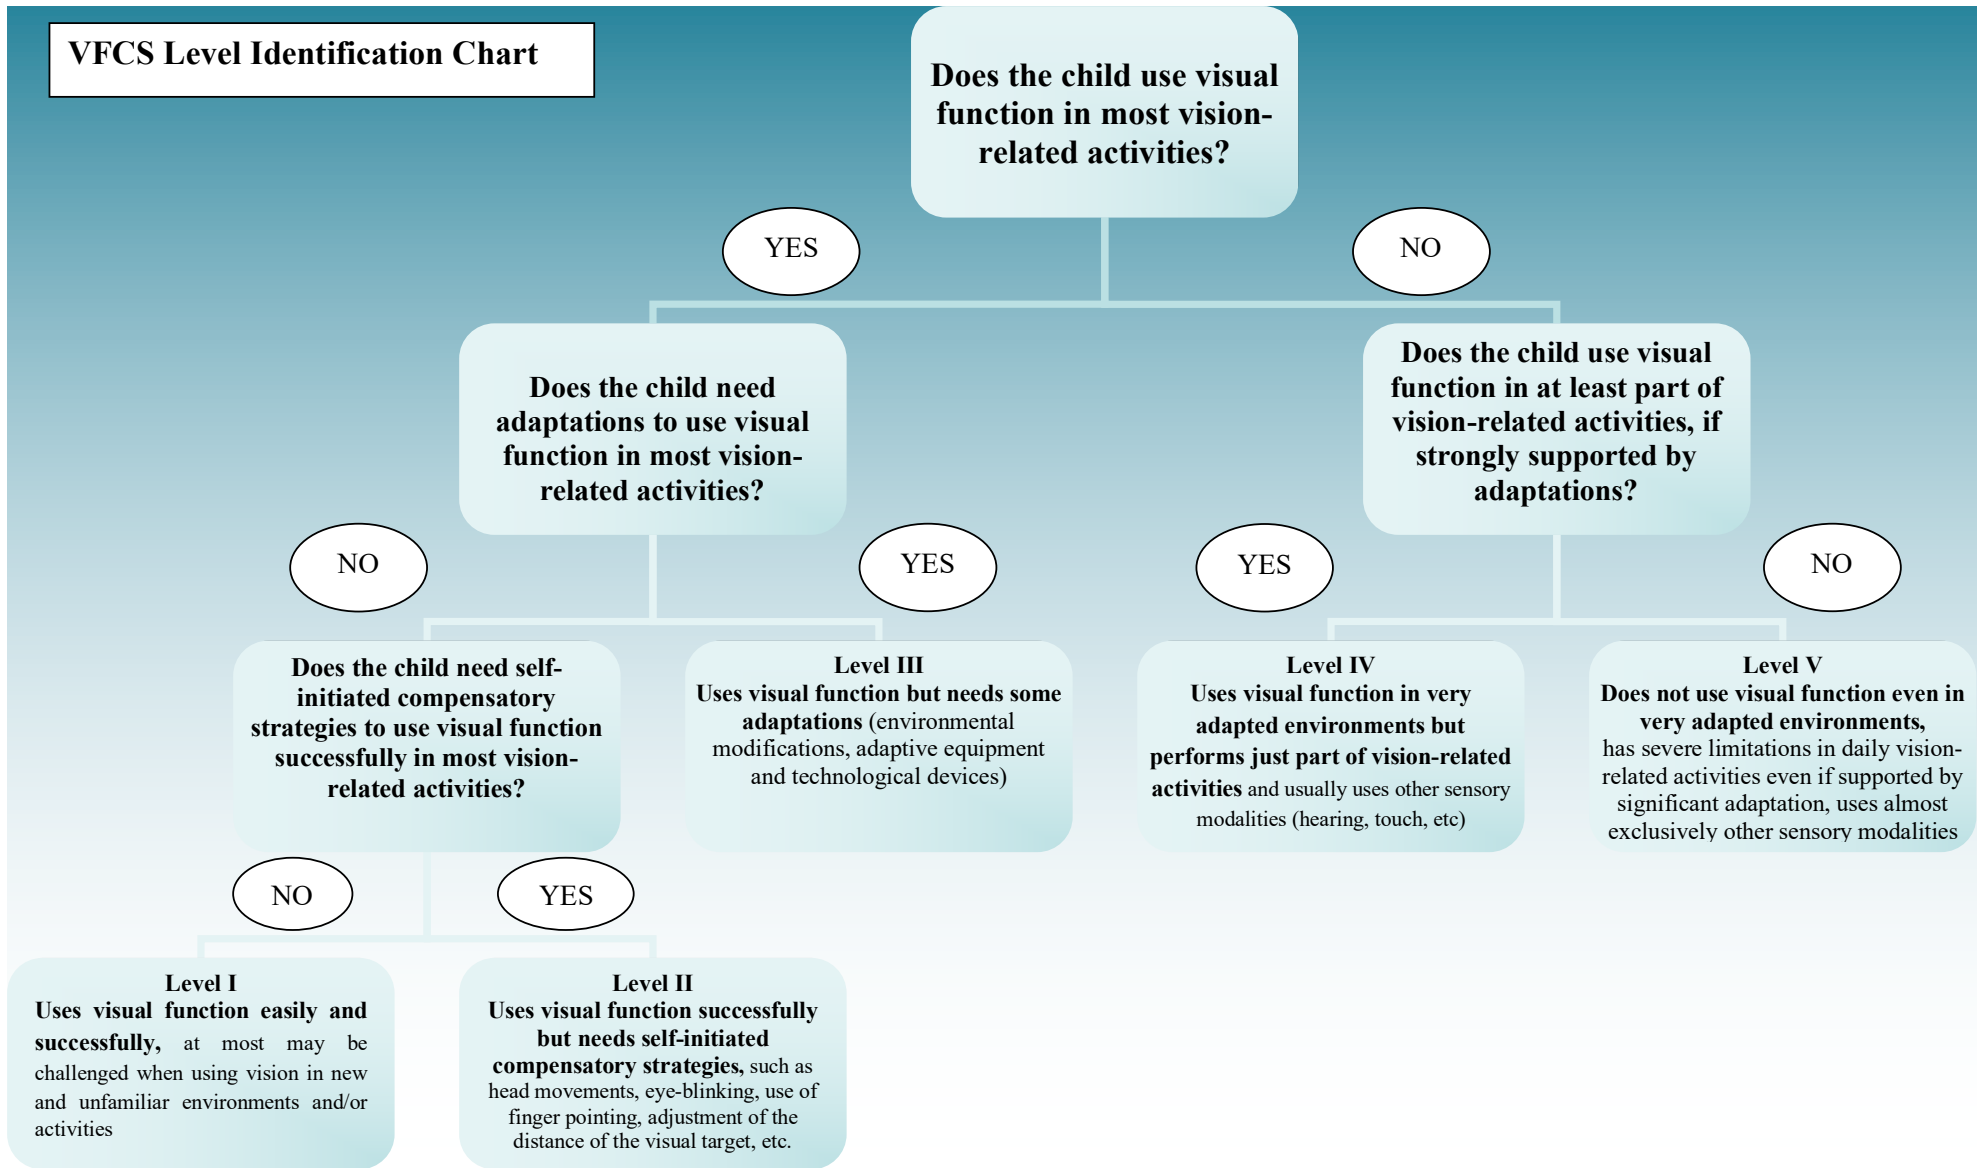 VFCS Level Identification Chart
Does the child use visual
function in most vision-
related activities?
YES
NO
Does the child need
adaptations to use visual
function in most vision-
related activities?
Does the child use visual
function in at least part of
vision-related activities, if
strongly supported by
adaptations?
NO
YES
YES
NO
Does the child need self-
initiated compensatory
strategies to use visual function
successfully in most vision-
related activities?
Level III
Uses visual function but needs some
adaptations (environmental
modifications, adaptive equipment
and technological devices)
Level IV
Uses visual function in very
adapted environments but
performs just part of vision-related
activities and usually uses other sensory
modalities (hearing, touch, etc)
Level V
Does not use visual function even in
very adapted environments,
has severe limitations in daily vision-
related activities even if supported by
significant adaptation, uses almost
exclusively other sensory modalities
NO
YES
Level I
Uses visual function easily and
successfully, at most may be
challenged when using vision in new
and unfamiliar environments and/or
activities
Level II
Uses visual function successfully
but needs self-initiated
compensatory strategies, such as
head movements, eye-blinking, use of
finger pointing, adjustment of the
distance of the visual target, etc.